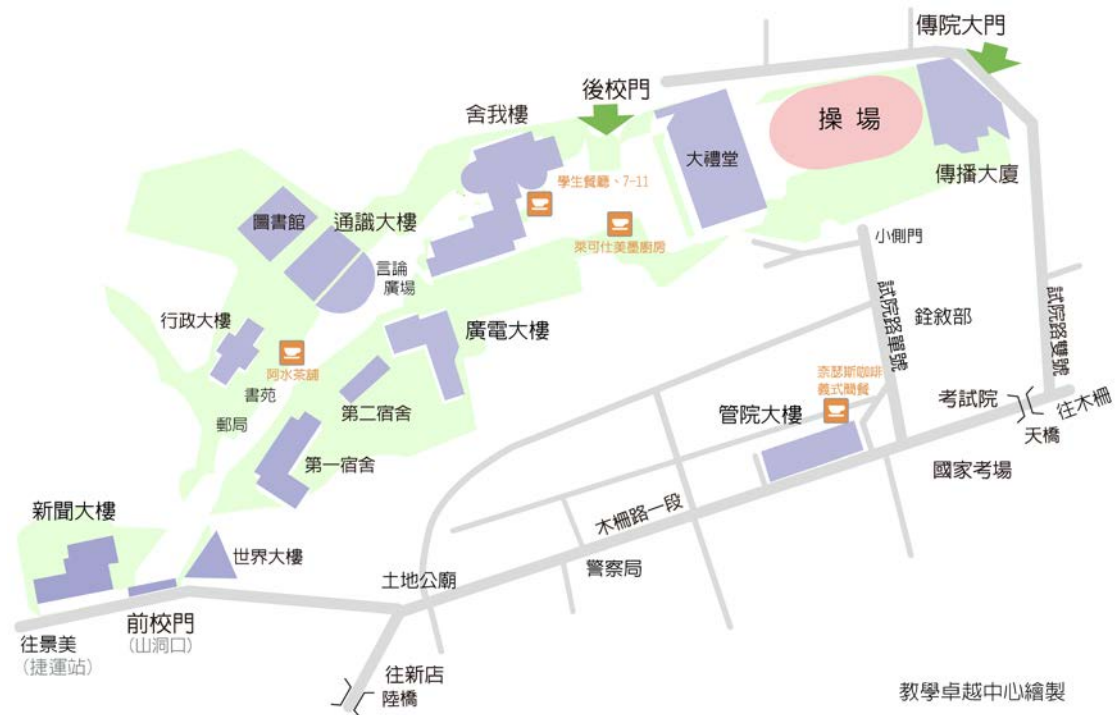 傳院大門
後校門
操場
舍我樓
大禮堂
傳播大廈
學生餐廳、7-11
萊可仕美墨廚房
圖書館
通識大樓
言論
廣場
小側門
行政大樓
廣電大樓
試院路單號
銓敘部
試院路雙號
阿水茶舖
書苑
郵局
第二宿舍
奈瑟斯咖啡
義式簡餐
管院大樓
考試院
往木柵
天橋
第一宿舍
國家考場
新聞大樓
木柵路一段
世界大樓
警察局
土地公廟
前校門
(山洞口)
往景美
(捷運站)
往新店
陸橋
教學卓越中心繪製